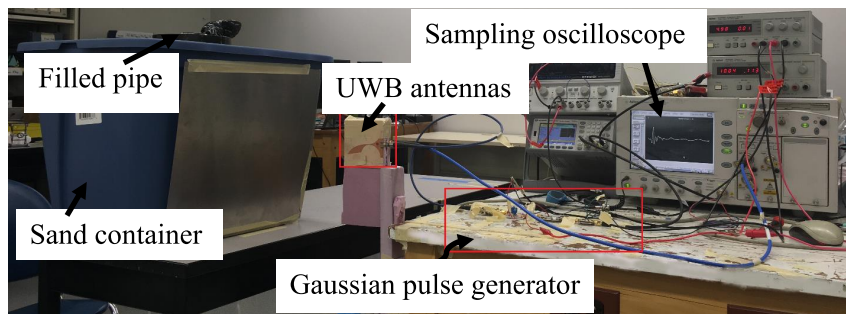 Sampling oscilloscope
Filled pipe
UWB antennas
Sand container
Gaussian pulse generator